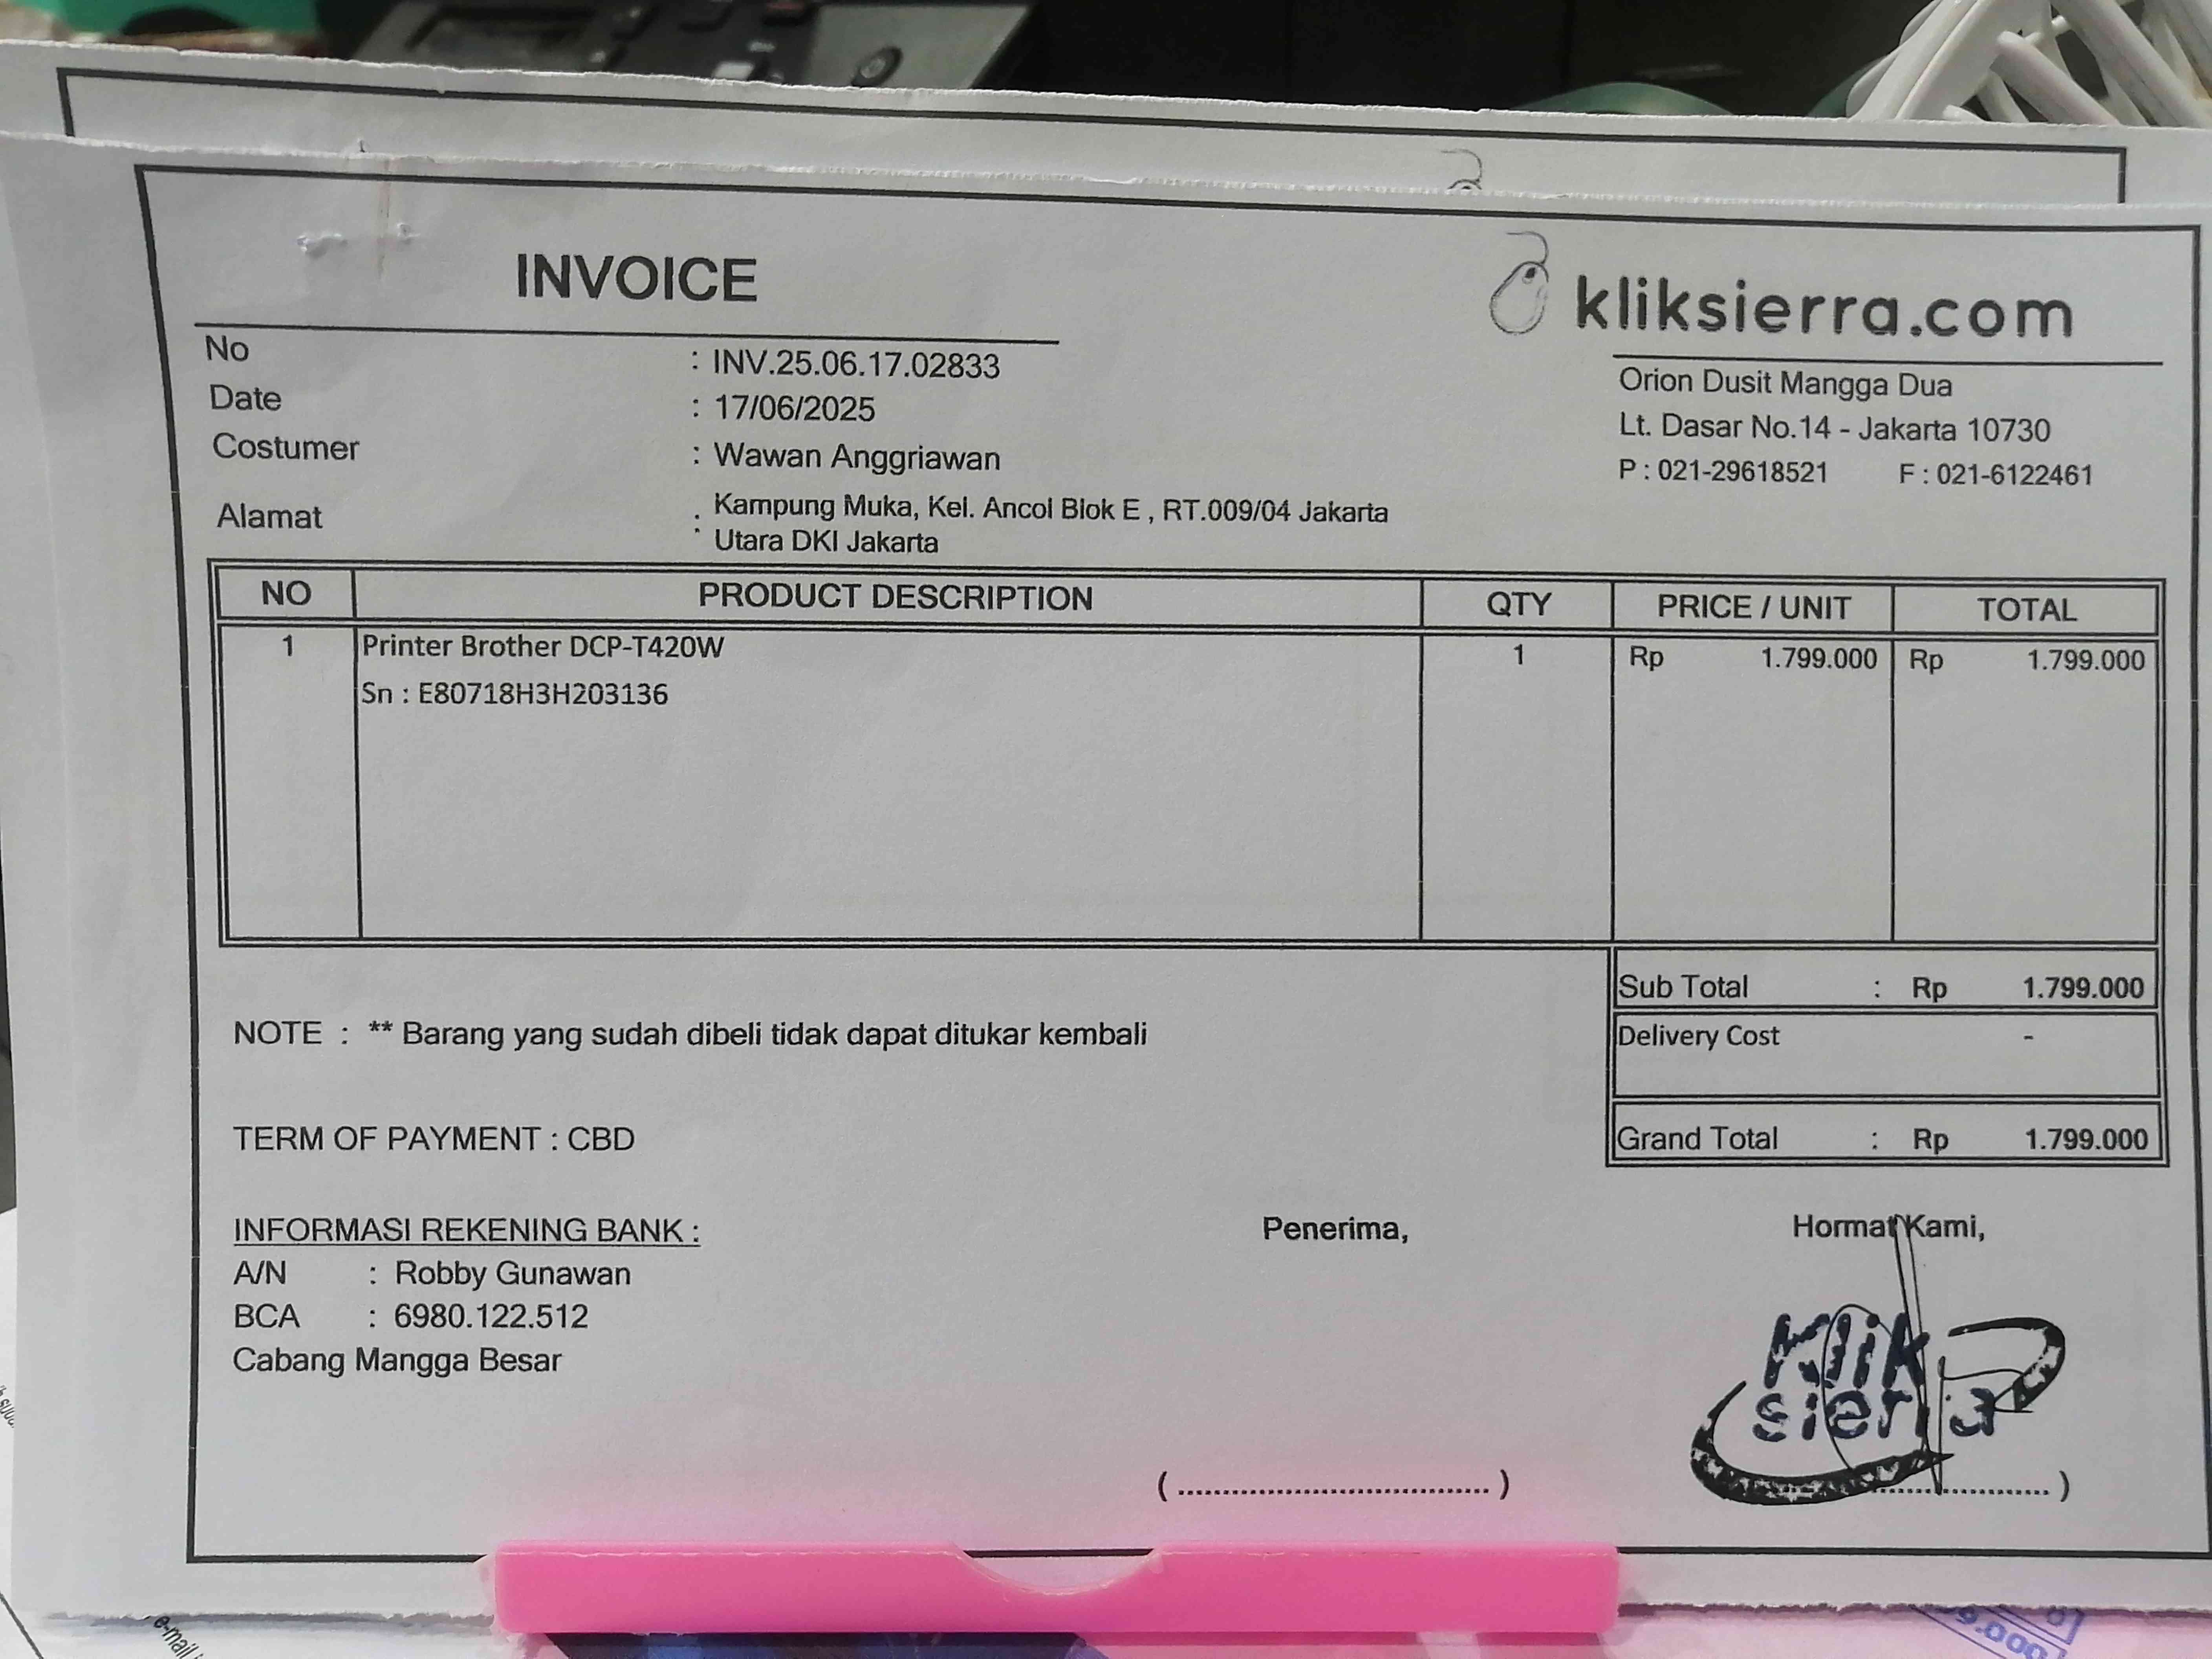 INVOICE
kliksierra.com
No : INV.25.06.17.02833
Date : 17/06/2025
Costumer : Wawan Anggriawan
Alamat : Kampung Muka, Kel. Ancol Blok E , RT.009/04 Jakarta
Utara DKI Jakarta
Orion Dusit Mangga Dua
Lt. Dasar No.14 - Jakarta 10730
P : 021-29618521 F : 021-6122461
NO PRODUCT DESCRIPTION QTY PRICE / UNIT TOTAL
1 Printer Brother DCP-T420W 1 Rp 1.799.000 Rp 1.799.000
Sn : E80718H3H203136
Sub Total : Rp 1.799.000
NOTE : ** Barang yang sudah dibeli tidak dapat ditukar kembali
Delivery Cost -
TERM OF PAYMENT : CBD
Grand Total : Rp 1.799.000
INFORMASI REKENING BANK :
A/N : Robby Gunawan
BCA : 6980.122.512
Cabang Mangga Besar
Penerima,
Hormat Kami,
Klik
sierra
( .................................... )
.................... )
e-mail
9.000